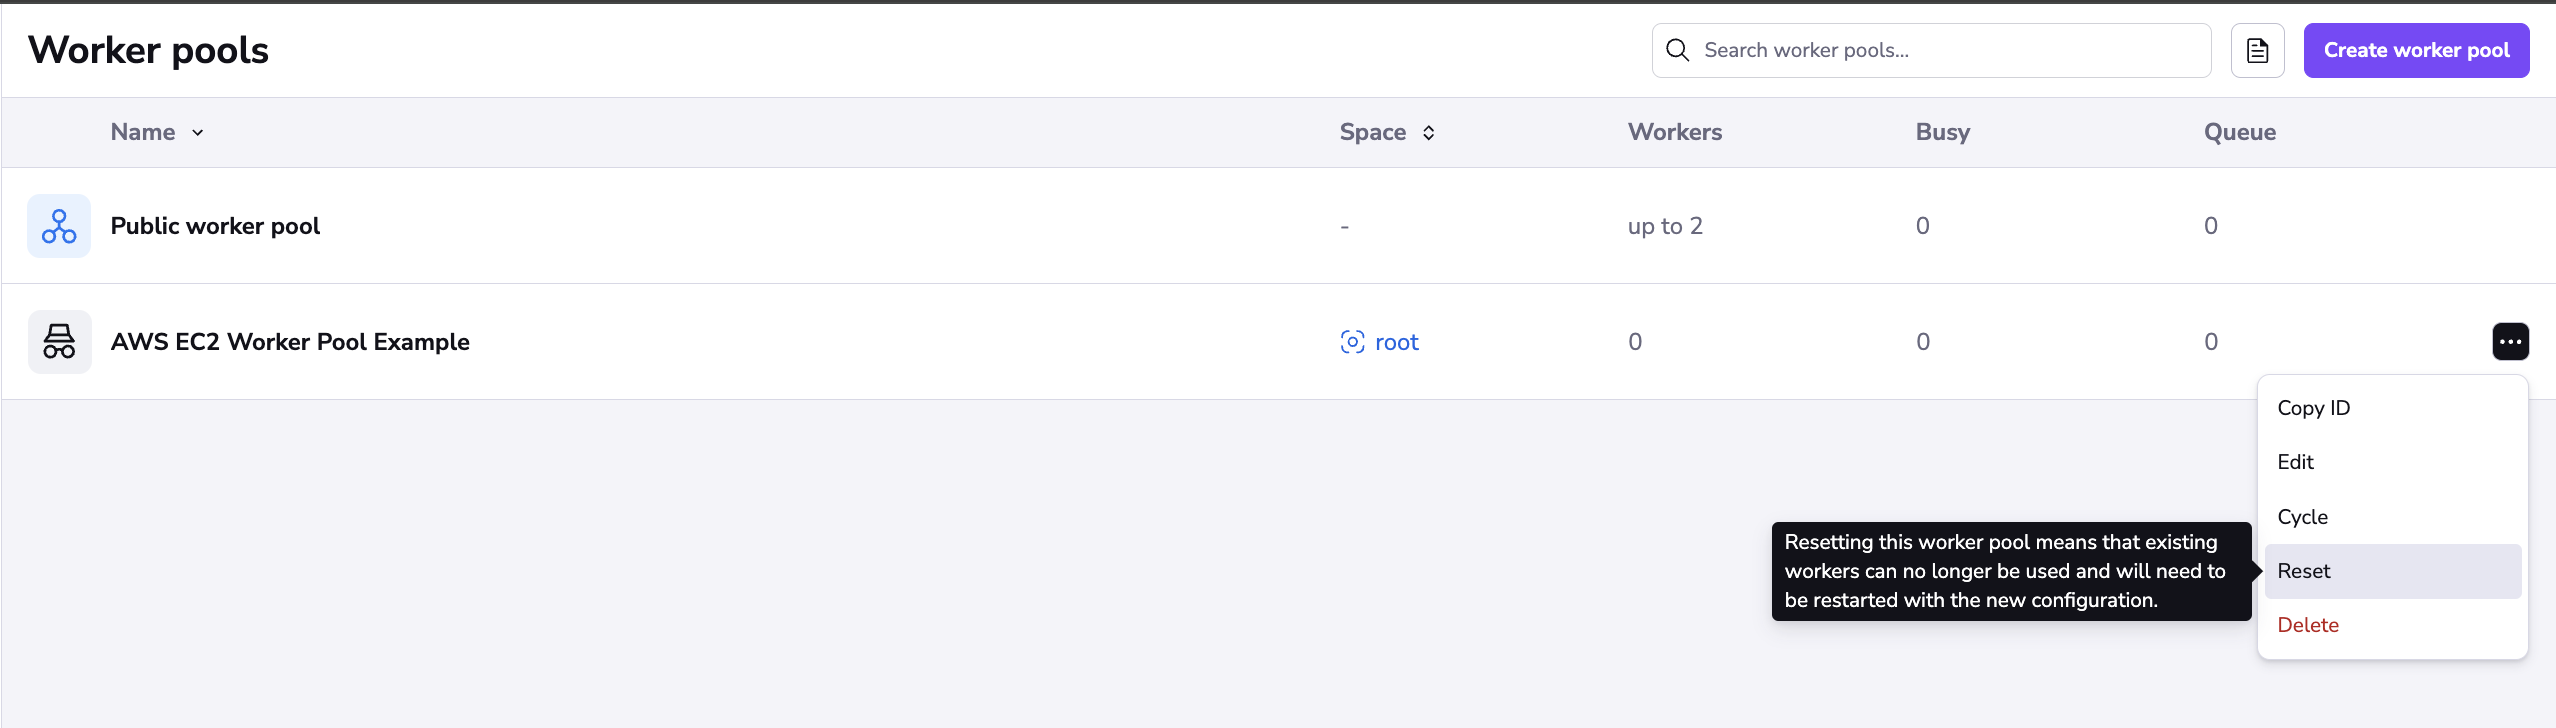 Worker pools
Search worker pools...
Create worker pool
Name
Space
Workers
Busy
Queue
Public worker pool
-
up to 2
0
0
AWS EC2 Worker Pool Example
root
0
0
0
Copy ID
Edit
Cycle
Resetting this worker pool means that existing
workers can no longer be used and will need to
be restarted with the new configuration.
Reset
Delete